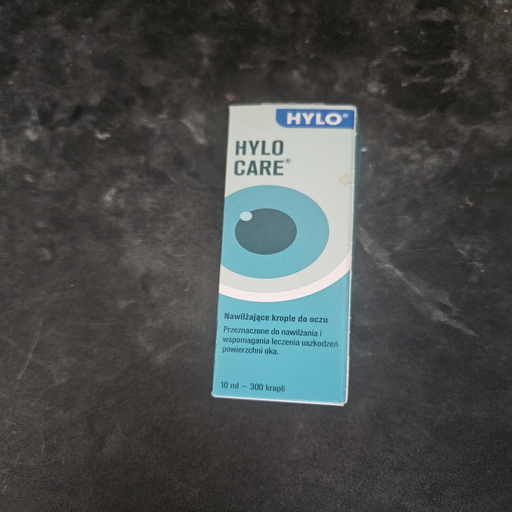 HYLO®
HYLO
CARE®
Nawilżające krople do oczu
Przeznaczone do nawilżania i
wspomagania leczenia uszkodzeń
powierzchni oka.
10 ml – 300 kropli